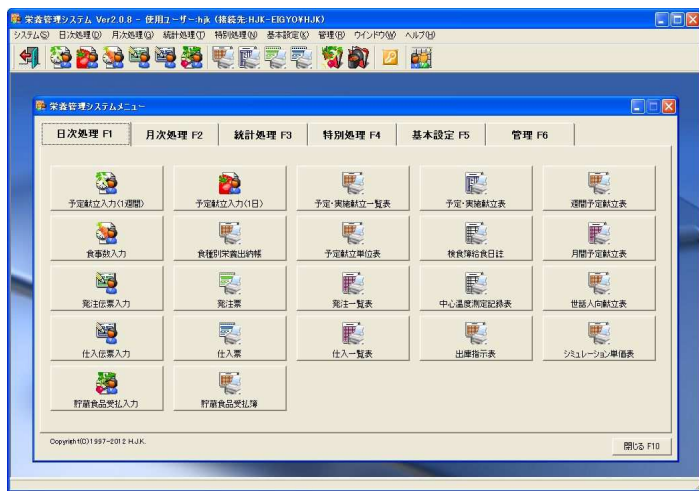 栄養管理システム Ver2.0.8 - 使用ユーザー:hjk (接続先:HJK-EIGYO¥HJK)
システム(S) 日次処理(D) 月次処理(G) 統計処理(T) 特別処理(N) 基本設定(K) 管理(R) ウインドウ(W) ヘルプ(H)
栄養管理システムメニュー
日次処理 F1 月次処理 F2 統計処理 F3 特別処理 F4 基本設定 F5 管理 F6
予定献立入力(1週間) 予定献立入力(1日) 予定・実施献立一覧表 予定・実施献立表 週間予定献立表
食事数入力 食種別栄養出納帳 予定献立単位表 検食簿給食日誌 月間予定献立表
発注伝票入力 発注票 発注一覧表 中心温度測定記録表 世話人向献立表
仕入伝票入力 仕入票 仕入一覧表 出庫指示表 シミュレーション単価表
貯蔵食品受払入力 貯蔵食品受払簿
Copyright(C)1997-2012 H.J.K.
閉じる F10